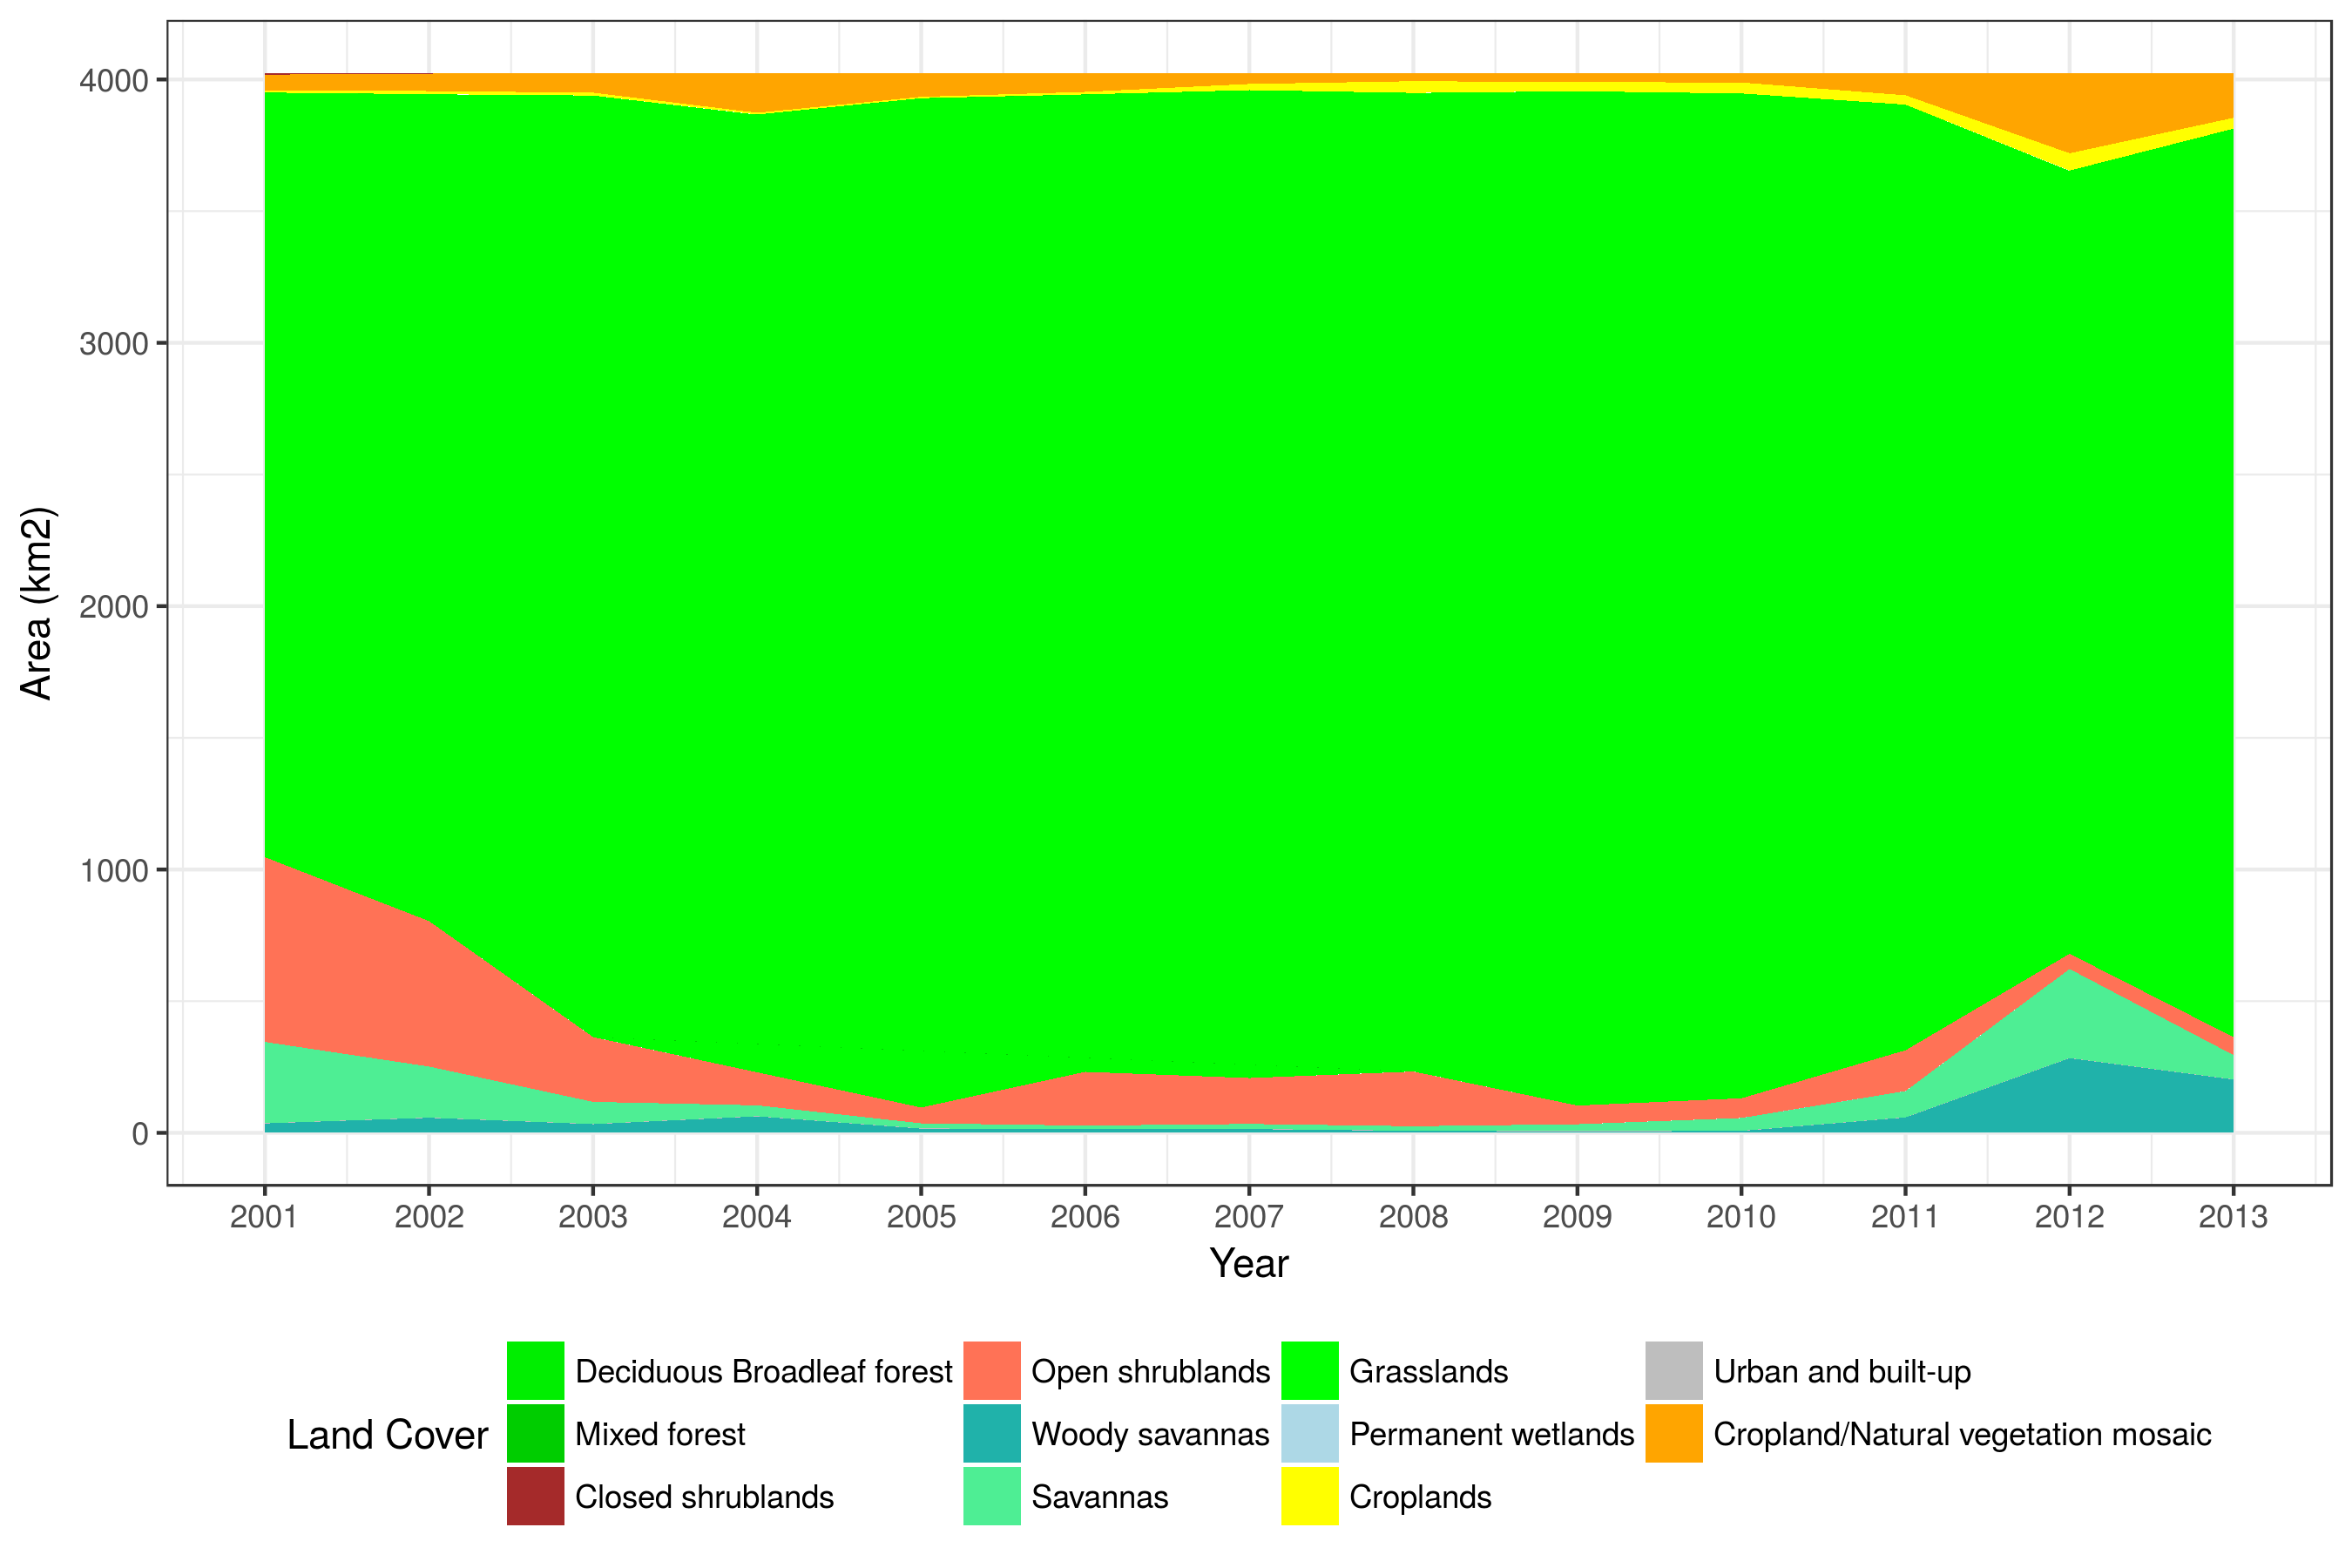 4000
3000
2000
1000
0
Area (km2)
2001 2002 2003 2004 2005 2006 2007 2008 2009 2010 2011 2012 2013
Year
Land Cover
Deciduous Broadleaf forest Open shrublands Grasslands Urban and built-up
Mixed forest Woody savannas Permanent wetlands Cropland/Natural vegetation mosaic
Closed shrublands Savannas Croplands